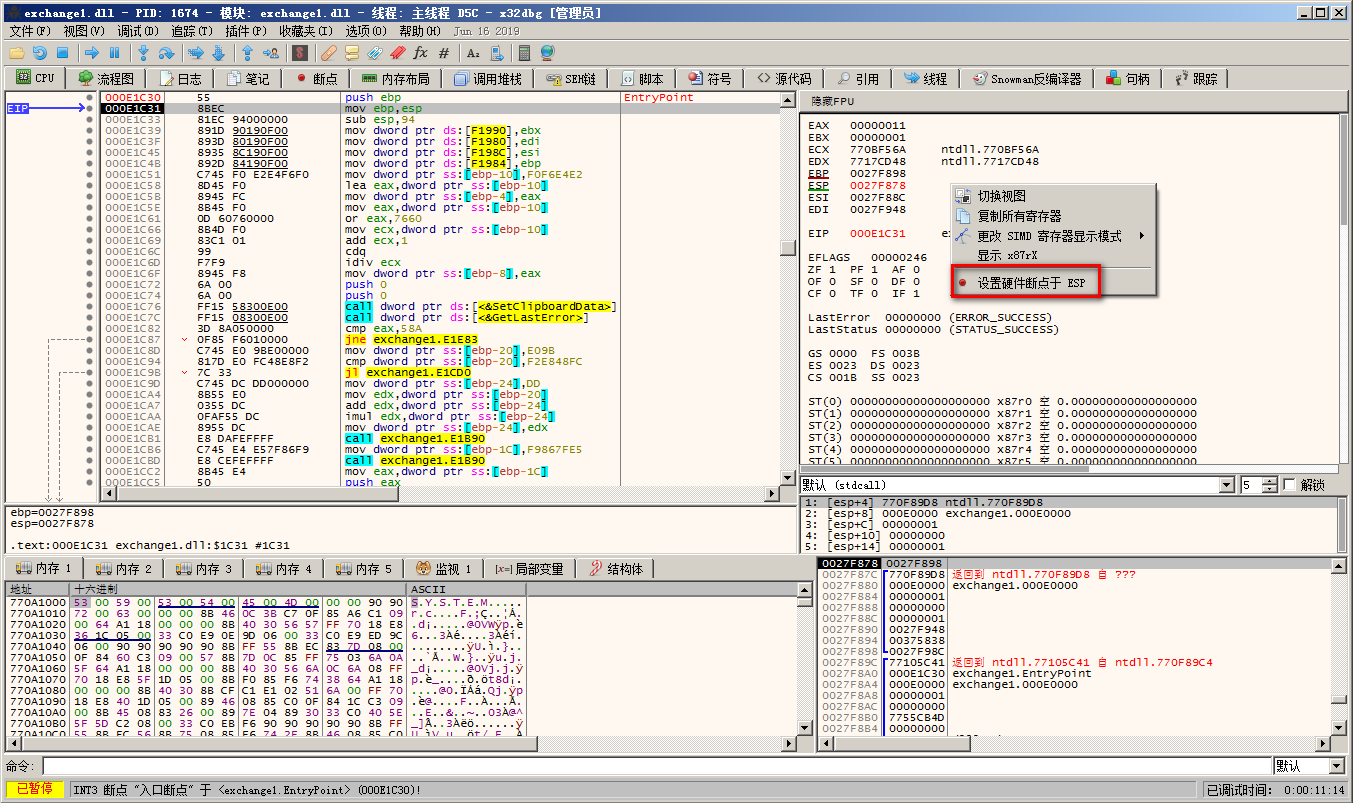 exchange1.dll - PID: 1674 - 模块: exchange1.dll - 线程: 主线程 D5C - x32dbg [管理员]
文件(F) 视图(V) 调试(D) 追踪(T) 插件(P) 收藏夹(I) 选项(O) 帮助(H) Jun 16 2019
CPU 流程图 日志 笔记 断点 内存布局 调用堆栈 SEH链 脚本 符号 源代码 引用 线程 Snowman反编译器 句柄 跟踪
EIP
000E1C30 55 push ebp EntryPoint
000E1C31 8BEC mov ebp,esp
000E1C33 81EC 94000000 sub esp,94
000E1C39 891D 90190F00 mov dword ptr ds:[F1990],ebx
000E1C3F 893D 80190F00 mov dword ptr ds:[F1980],edi
000E1C45 8935 8C190F00 mov dword ptr ds:[F198C],esi
000E1C4B 892D 84190F00 mov dword ptr ds:[F1984],ebp
000E1C51 C745 F0 E2E4F6F0 mov dword ptr ss:[ebp-10],F0F6E4E2
000E1C58 8D45 F0 lea eax,dword ptr ss:[ebp-10]
000E1C5B 8945 FC mov dword ptr ss:[ebp-4],eax
000E1C5E 8B45 F0 mov eax,dword ptr ss:[ebp-10]
000E1C61 0D 60760000 or eax,7660
000E1C66 8B4D F0 mov ecx,dword ptr ss:[ebp-10]
000E1C69 83C1 01 add ecx,1
000E1C6C 99 cdq
000E1C6D F7F9 idiv ecx
000E1C6F 8945 F8 mov dword ptr ss:[ebp-8],eax
000E1C72 6A 00 push 0
000E1C74 6A 00 push 0
000E1C76 FF15 58300E00 call dword ptr ds:[<&SetClipboardData>]
000E1C7C FF15 08300E00 call dword ptr ds:[<&GetLastError>]
000E1C82 3D 8A050000 cmp eax,58A
000E1C87 0F85 F6010000 jne exchange1.E1E83
000E1C8D C745 E0 9BE00000 mov dword ptr ss:[ebp-20],E09B
000E1C94 817D E0 FC48E8F2 cmp dword ptr ss:[ebp-20],F2E848FC
000E1C9B 7C 33 jl exchange1.E1CD0
000E1C9D C745 DC DD000000 mov dword ptr ss:[ebp-24],DD
000E1CA4 8B55 E0 mov edx,dword ptr ss:[ebp-20]
000E1CA7 0355 DC add edx,dword ptr ss:[ebp-24]
000E1CAA 0FAF55 DC imul edx,dword ptr ss:[ebp-24]
000E1CAE 8955 DC mov dword ptr ss:[ebp-24],edx
000E1CB1 E8 DAFEFFFF call exchange1.E1B90
000E1CB6 C745 E4 E57F86F9 mov dword ptr ss:[ebp-1C],F9867FE5
000E1CBD E8 CEFEFFFF call exchange1.E1B90
000E1CC2 8B45 E4 mov eax,dword ptr ss:[ebp-1C]
000E1CC5 50 push eax
隐藏FPU
EAX 00000011
EBX 00000001
ECX 770BF56A ntdll.770BF56A
EDX 7717CD48 ntdll.7717CD48
EBP 0027F898
ESP 0027F878
ESI 0027F88C
EDI 0027F948
EIP 000E1C31
EFLAGS 00000246
ZF 1 PF 1 AF 0
OF 0 SF 0 DF 0
CF 0 TF 0 IF 1
切换视图
复制所有寄存器
更改 SIMD 寄存器显示模式
显示 x87rX
设置硬件断点于 ESP
LastError 00000000 (ERROR_SUCCESS)
LastStatus 00000000 (STATUS_SUCCESS)
GS 0000 FS 003B
ES 0023 DS 0023
CS 001B SS 0023
ST(0) 00000000000000000000 x87r0 空 0.000000000000000000
ST(1) 00000000000000000000 x87r1 空 0.000000000000000000
ST(2) 00000000000000000000 x87r2 空 0.000000000000000000
ST(3) 00000000000000000000 x87r3 空 0.000000000000000000
ST(4) 00000000000000000000 x87r4 空 0.000000000000000000
ST(5) 00000000000000000000 x87r5 空 0.000000000000000000
默认 (stdcall) 5 解锁
1: [esp+4] 770F89D8 ntdll.770F89D8
2: [esp+8] 000E0000 exchange1.000E0000
3: [esp+C] 00000001
4: [esp+10] 00000000
5: [esp+14] 00000001
ebp=0027F898
esp=0027F878
.text:000E1C31 exchange1.dll:$1C31 #1C31
内存 1 内存 2 内存 3 内存 4 内存 5 监视 1 [x=] 局部变量 结构体
地址 十六进制 ASCII
770A1000 53 00 59 00 53 00 54 00 45 00 4D 00 00 00 90 90 S.Y.S.T.E.M.....
770A1010 72 00 63 00 00 00 8B 46 0C 3B C7 0F 85 A6 C1 09
770A1020 00 64 A1 18 00 00 00 8B 40 30 56 57 FF 70 18 E8
770A1030 36 1C 05 00 33 C0 E9 0E 9D 06 00 33 C0 E9 ED 9C
770A1040 06 00 90 90 90 90 90 8B FF 55 8B EC 83 7D 08 00
770A1050 0F 84 60 C3 09 00 57 8B 7D 0C 85 FF 75 03 6A 0A
770A1060 5F 64 A1 18 00 00 00 8B 40 30 56 6A 0C 6A 08 FF
770A1070 70 18 E8 5F 1D 05 00 8B F0 85 F6 74 38 64 A1 18
770A1080 00 00 00 8B 40 30 8B CF C1 E1 02 51 6A 00 FF 70
770A1090 18 E8 40 1D 05 00 89 46 08 85 C0 0F 84 1C C3 09
770A10A0 00 8B 45 08 83 26 00 89 7E 04 89 30 33 C0 40 5E
770A10B0 5F 5D C2 08 00 33 C0 EB F6 90 90 90 90 90 8B FF
0027F878 0027F898
0027F87C 770F89D8 返回到 ntdll.770F89D8 自 ???
0027F880 000E0000 exchange1.000E0000
0027F884 00000001
0027F888 00000000
0027F88C 00000001
0027F890 0027F948
0027F894 00375838
0027F898 0027F98C
0027F89C 77105C41 返回到 ntdll.77105C41 自 ntdll.770F89C4
0027F8A0 000E1C30 exchange1.EntryPoint
0027F8A4 000E0000 exchange1.000E0000
0027F8A8 00000001
0027F8AC 00000000
0027F8B0 7755CB4D
0027F8B4 00000000
命令: 默认
已暂停 INT3 断点 "入口断点" 于 <exchange1.EntryPoint> (000E1C30)! 已调试时间: 0:00:11:14